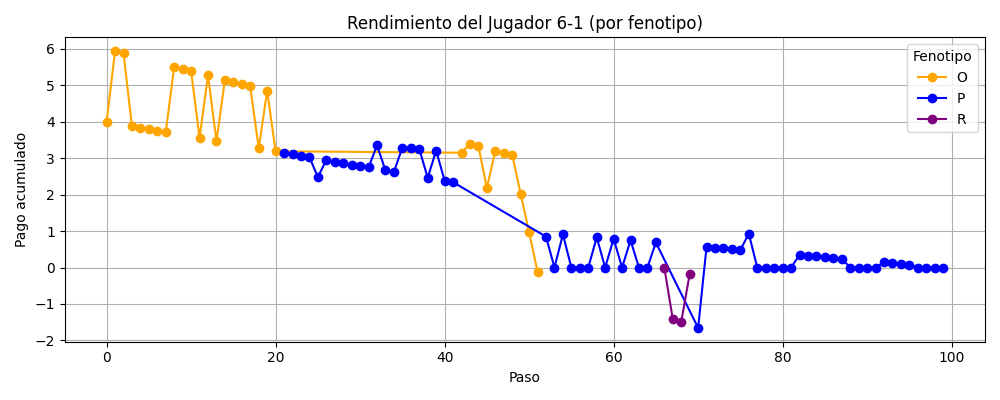 Rendimiento del Jugador 6-1 (por fenotipo)
Pago acumulado
6
5
4
3
2
1
0
−1
−2
Fenotipo
O
P
R
0 20 40 60 80 100
Paso